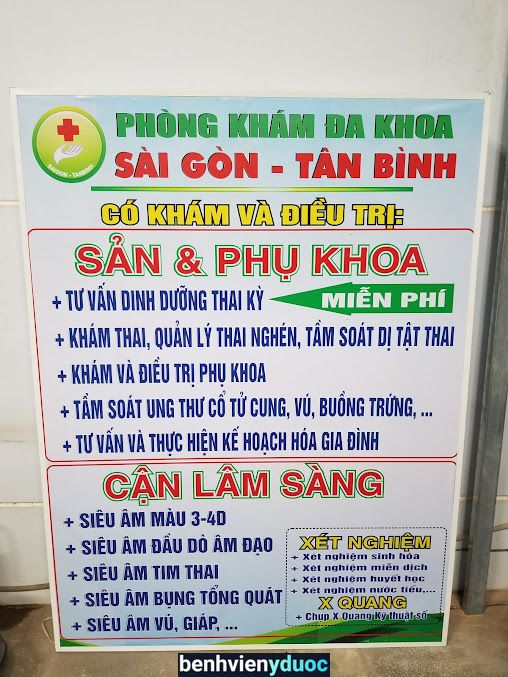 PHÒNG KHÁM ĐA KHOA
SÀI GÒN - TÂN BÌNH
SAIGON - TANBINH
CÓ KHÁM VÀ ĐIỀU TRỊ:
SẢN & PHỤ KHOA
+ TƯ VẤN DINH DƯỠNG THAI KỲ MIỄN PHÍ
+ KHÁM THAI, QUẢN LÝ THAI NGHÉN, TẦM SOÁT DỊ TẬT THAI
+ KHÁM VÀ ĐIỀU TRỊ PHỤ KHOA
+ TẦM SOÁT UNG THƯ CỔ TỬ CUNG, VÚ, BUỒNG TRỨNG, ...
+ TƯ VẤN VÀ THỰC HIỆN KẾ HOẠCH HÓA GIA ĐÌNH
CẬN LÂM SÀNG
+ SIÊU ÂM MÀU 3-4D
+ SIÊU ÂM ĐẦU DÒ ÂM ĐẠO
+ SIÊU ÂM TIM THAI
+ SIÊU ÂM BỤNG TỔNG QUÁT
+ SIÊU ÂM VÚ, GIÁP, ...
XÉT NGHIỆM
+ Xét nghiệm sinh hóa
+ Xét nghiệm miễn dịch
+ Xét nghiệm huyết học
+ Xét nghiệm nước tiểu,...
X QUANG
+ Chụp X Quang Kỹ thuật số
benhvienyduoc